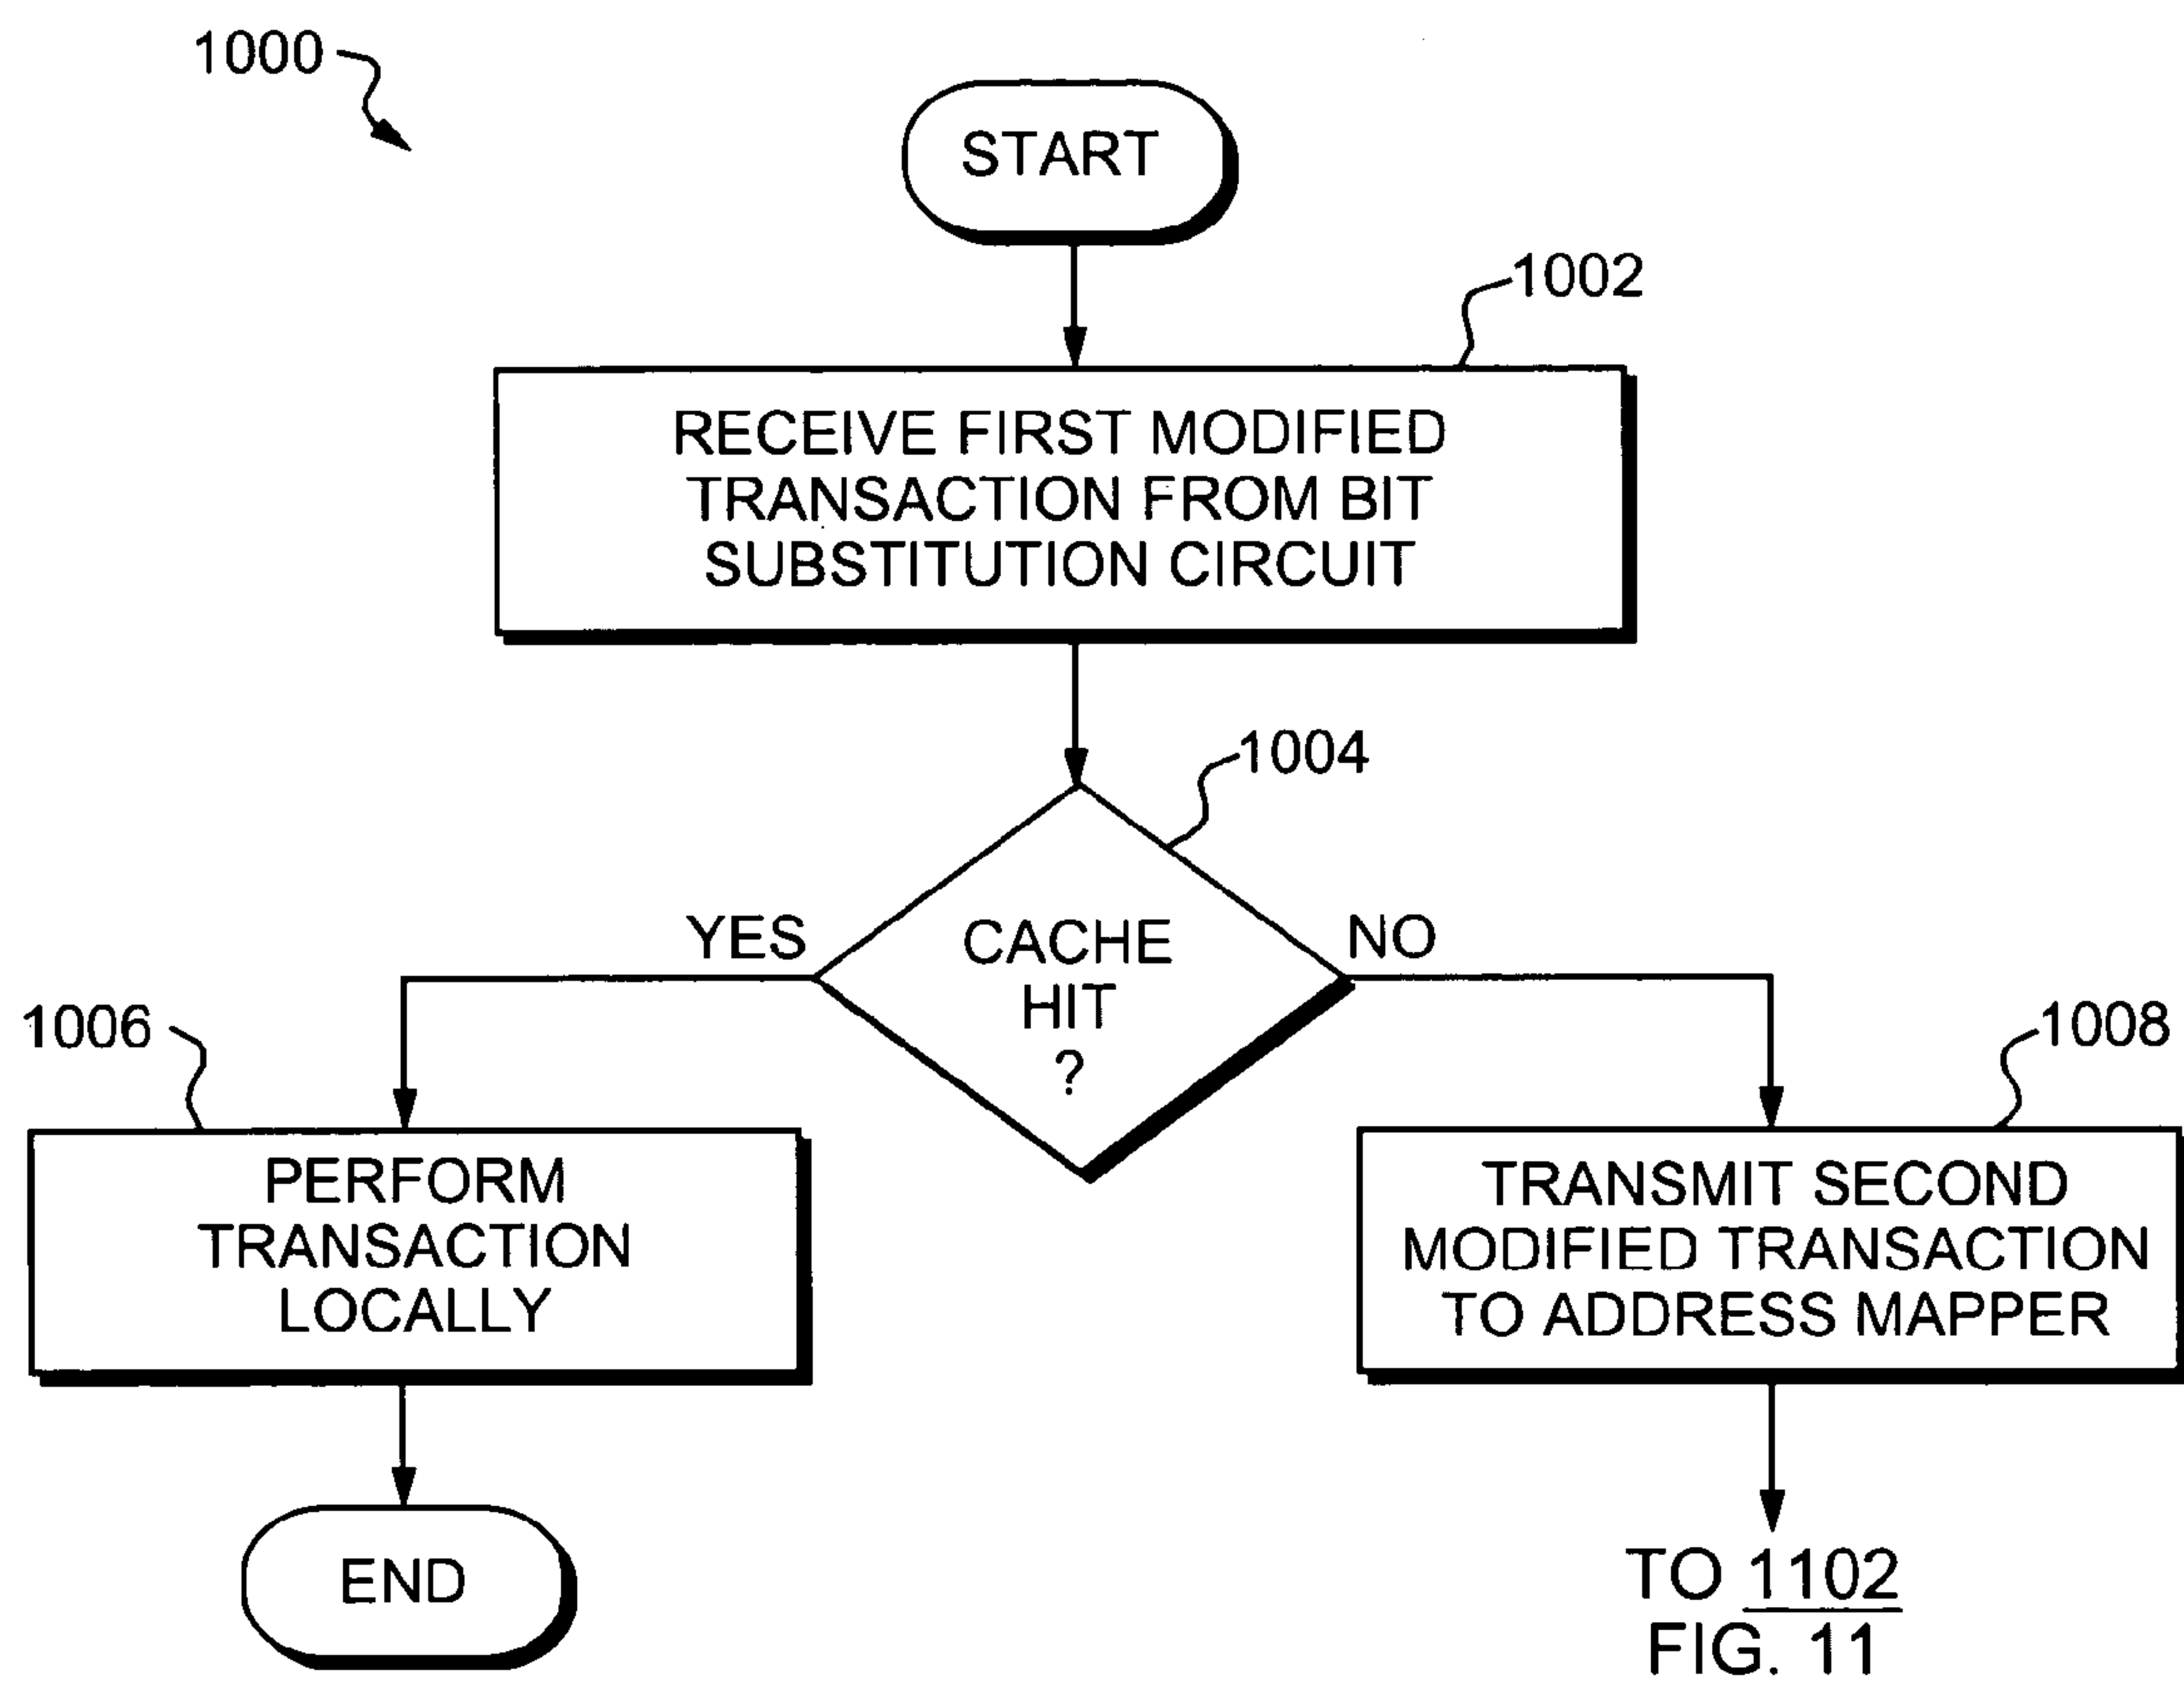 1000
START
1002
RECEIVE FIRST MODIFIED
TRANSACTION FROM BIT
SUBSTITUTION CIRCUIT
1004
CACHE
HIT
?
YES
NO
1006
PERFORM
TRANSACTION
LOCALLY
1008
TRANSMIT SECOND
MODIFIED TRANSACTION
TO ADDRESS MAPPER
END
TO 1102
FIG. 11